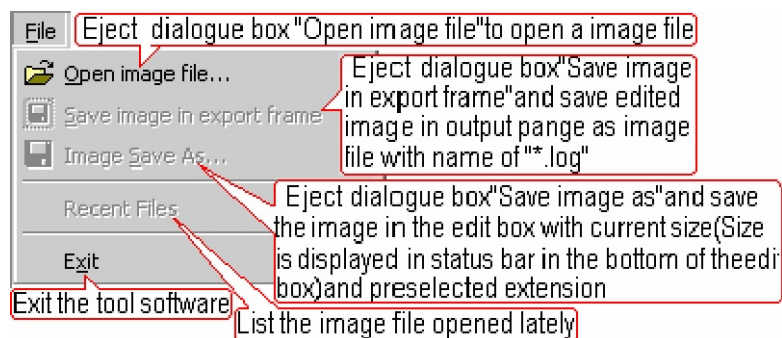 File
Eject dialogue box "Open image file"to open a image file
Open image file...
Eject dialogue box"Save image
in export frame"and save edited
image in output pange as image
file with name of "*.log"
Save image in export frame
Image Save As...
Eject dialogue box"Save image as"and save
the image in the edit box with current size(Size
is displayed in status bar in the bottom of theedit
box)and preselected extension
Recent Files
Exit
Exit the tool software
List the image file opened lately